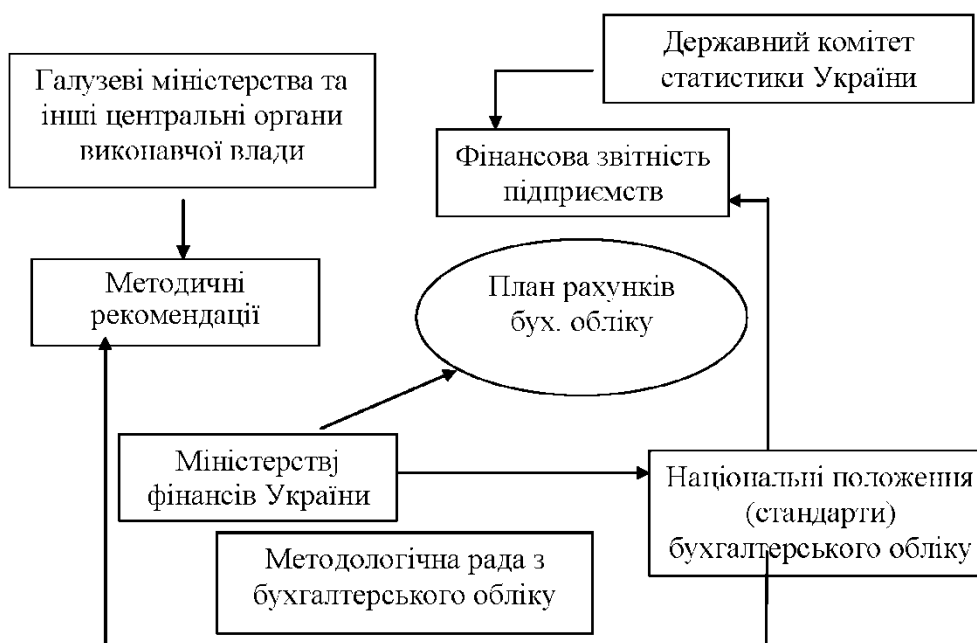 Державний комітет
статистики України
Галузеві міністерства та
інші центральні органи
виконавчої влади
Фінансова звітність
підприємств
Методичні
рекомендації
План рахунків
бух. обліку
Міністерствј
фінансів України
Національні положення
(стандарти)
бухгалтерського обліку
Методологічна рада з
бухгалтерського обліку